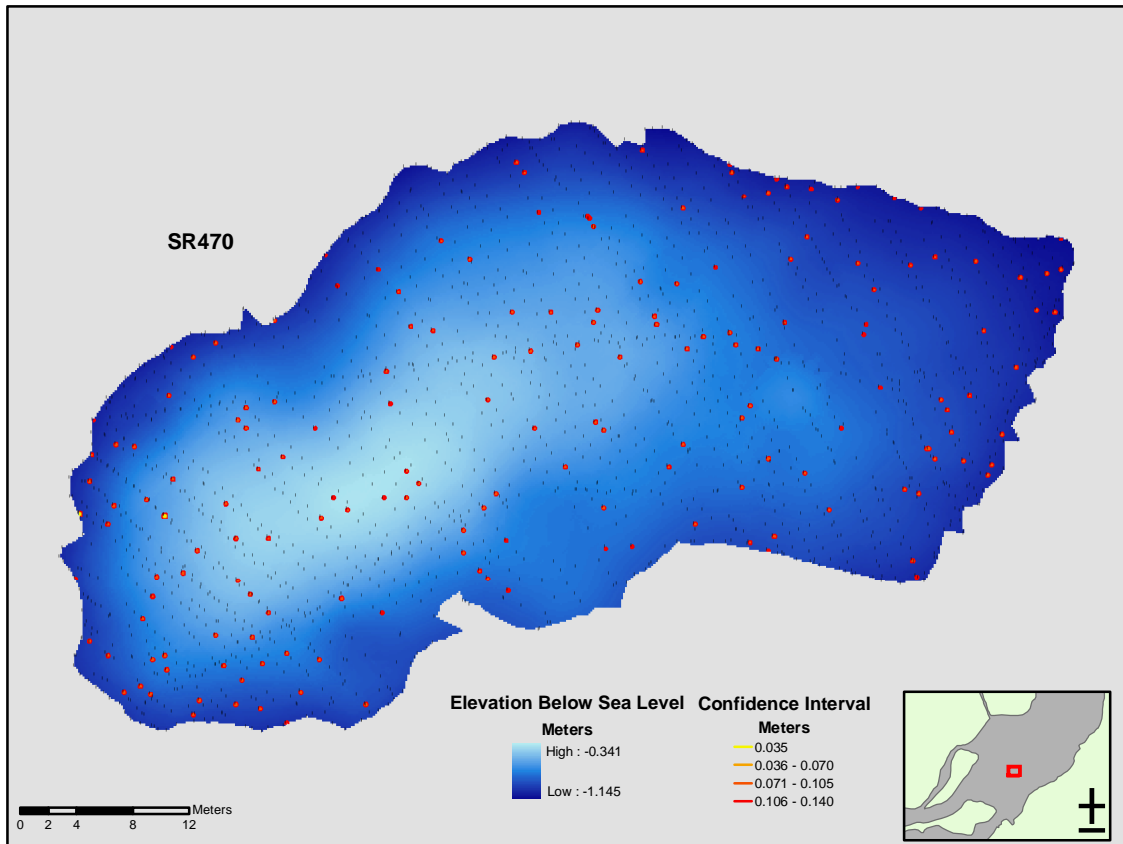 SR470
Elevation Below Sea Level
Meters
High : -0.341
Low : -1.145
Confidence Interval
Meters
0.035
0.036 - 0.070
0.071 - 0.105
0.106 - 0.140
Meters
0 2 4 8 12